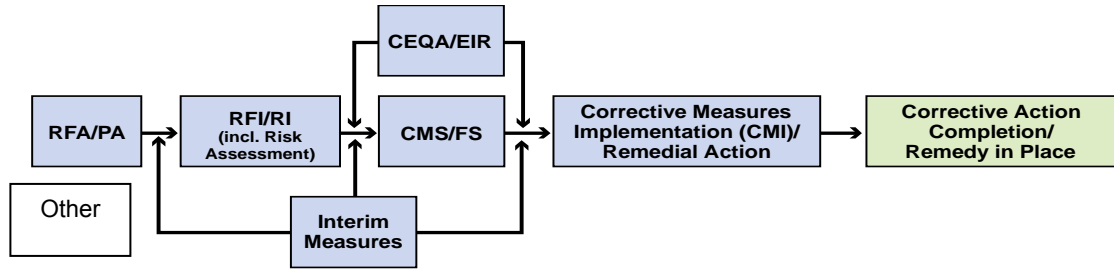 CEQA/EIR
RFA/PA
RFI/RI
(incl. Risk
Assessment)
CMS/FS
Corrective Measures
Implementation (CMI)/
Remedial Action
Corrective Action
Completion/
Remedy in Place
Other
Interim
Measures